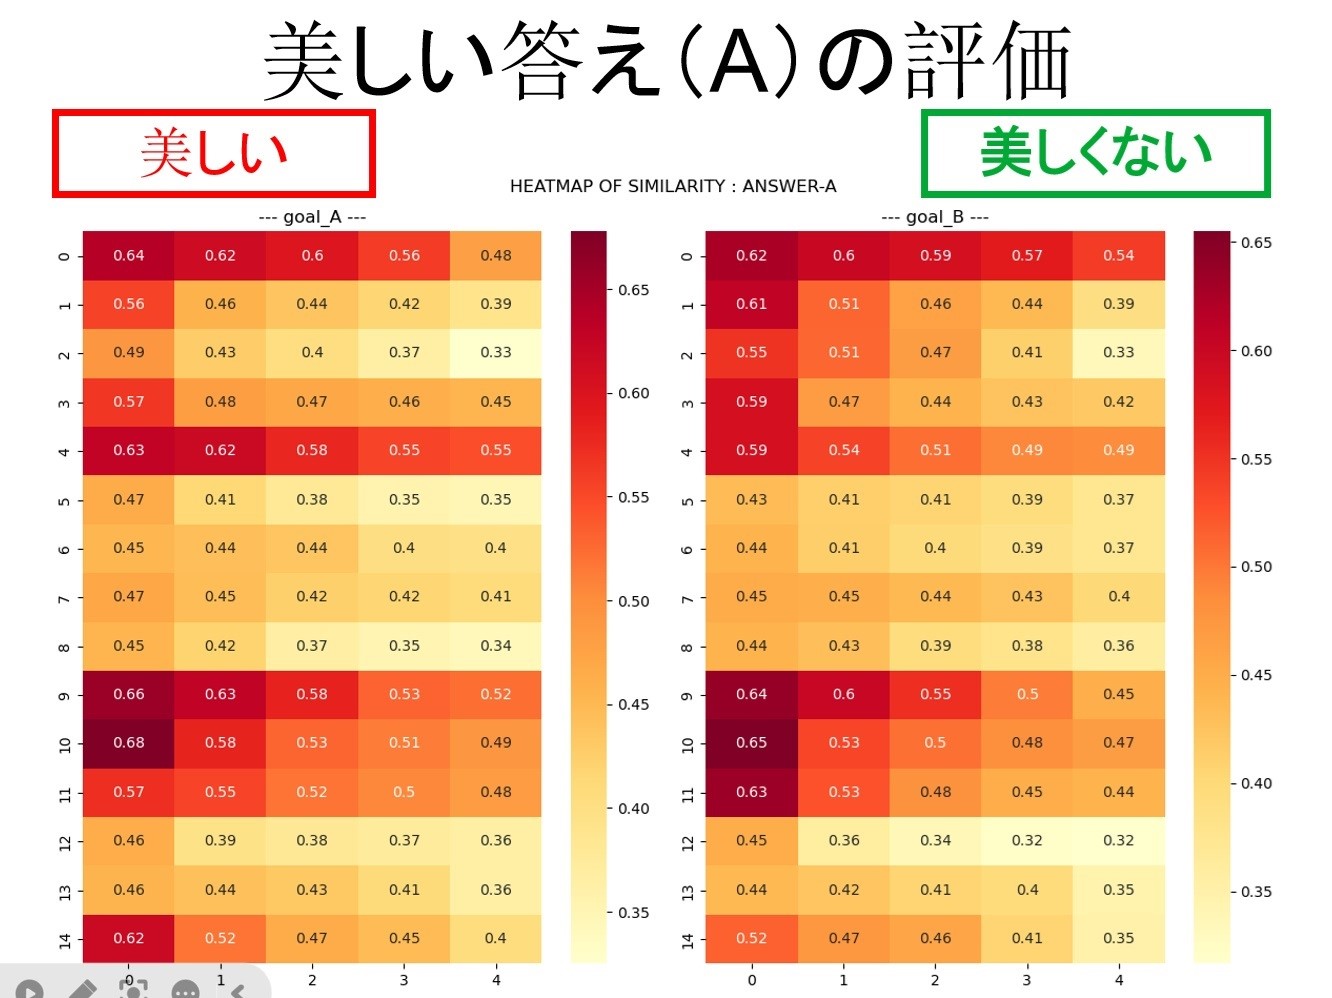 美しい答え(A)の評価
美しい
美しくない
HEATMAP OF SIMILARITY : ANSWER-A
--- goal_A ---
0 0.64 0.62 0.6 0.56 0.48
1 0.56 0.46 0.44 0.42 0.39
2 0.49 0.43 0.4 0.37 0.33
3 0.57 0.48 0.47 0.46 0.45
4 0.63 0.62 0.58 0.55 0.55
5 0.47 0.41 0.38 0.35 0.35
6 0.45 0.44 0.44 0.4 0.4
7 0.47 0.45 0.42 0.42 0.41
8 0.45 0.42 0.37 0.35 0.34
9 0.66 0.63 0.58 0.53 0.52
10 0.68 0.58 0.53 0.51 0.49
11 0.57 0.55 0.52 0.5 0.48
12 0.46 0.39 0.38 0.37 0.36
13 0.46 0.44 0.43 0.41 0.36
14 0.62 0.52 0.47 0.45 0.4
0 1 2 3 4
0.65
0.60
0.55
0.50
0.45
0.40
0.35
--- goal_B ---
0 0.62 0.6 0.59 0.57 0.54
1 0.61 0.51 0.46 0.44 0.39
2 0.55 0.51 0.47 0.41 0.33
3 0.59 0.47 0.44 0.43 0.42
4 0.59 0.54 0.51 0.49 0.49
5 0.43 0.41 0.41 0.39 0.37
6 0.44 0.41 0.4 0.39 0.37
7 0.45 0.45 0.44 0.43 0.4
8 0.44 0.43 0.39 0.38 0.36
9 0.64 0.6 0.55 0.5 0.45
10 0.65 0.53 0.5 0.48 0.47
11 0.63 0.53 0.48 0.45 0.44
12 0.45 0.36 0.34 0.32 0.32
13 0.44 0.42 0.41 0.4 0.35
14 0.52 0.47 0.46 0.41 0.35
0 1 2 3 4
0.65
0.60
0.55
0.50
0.45
0.40
0.35